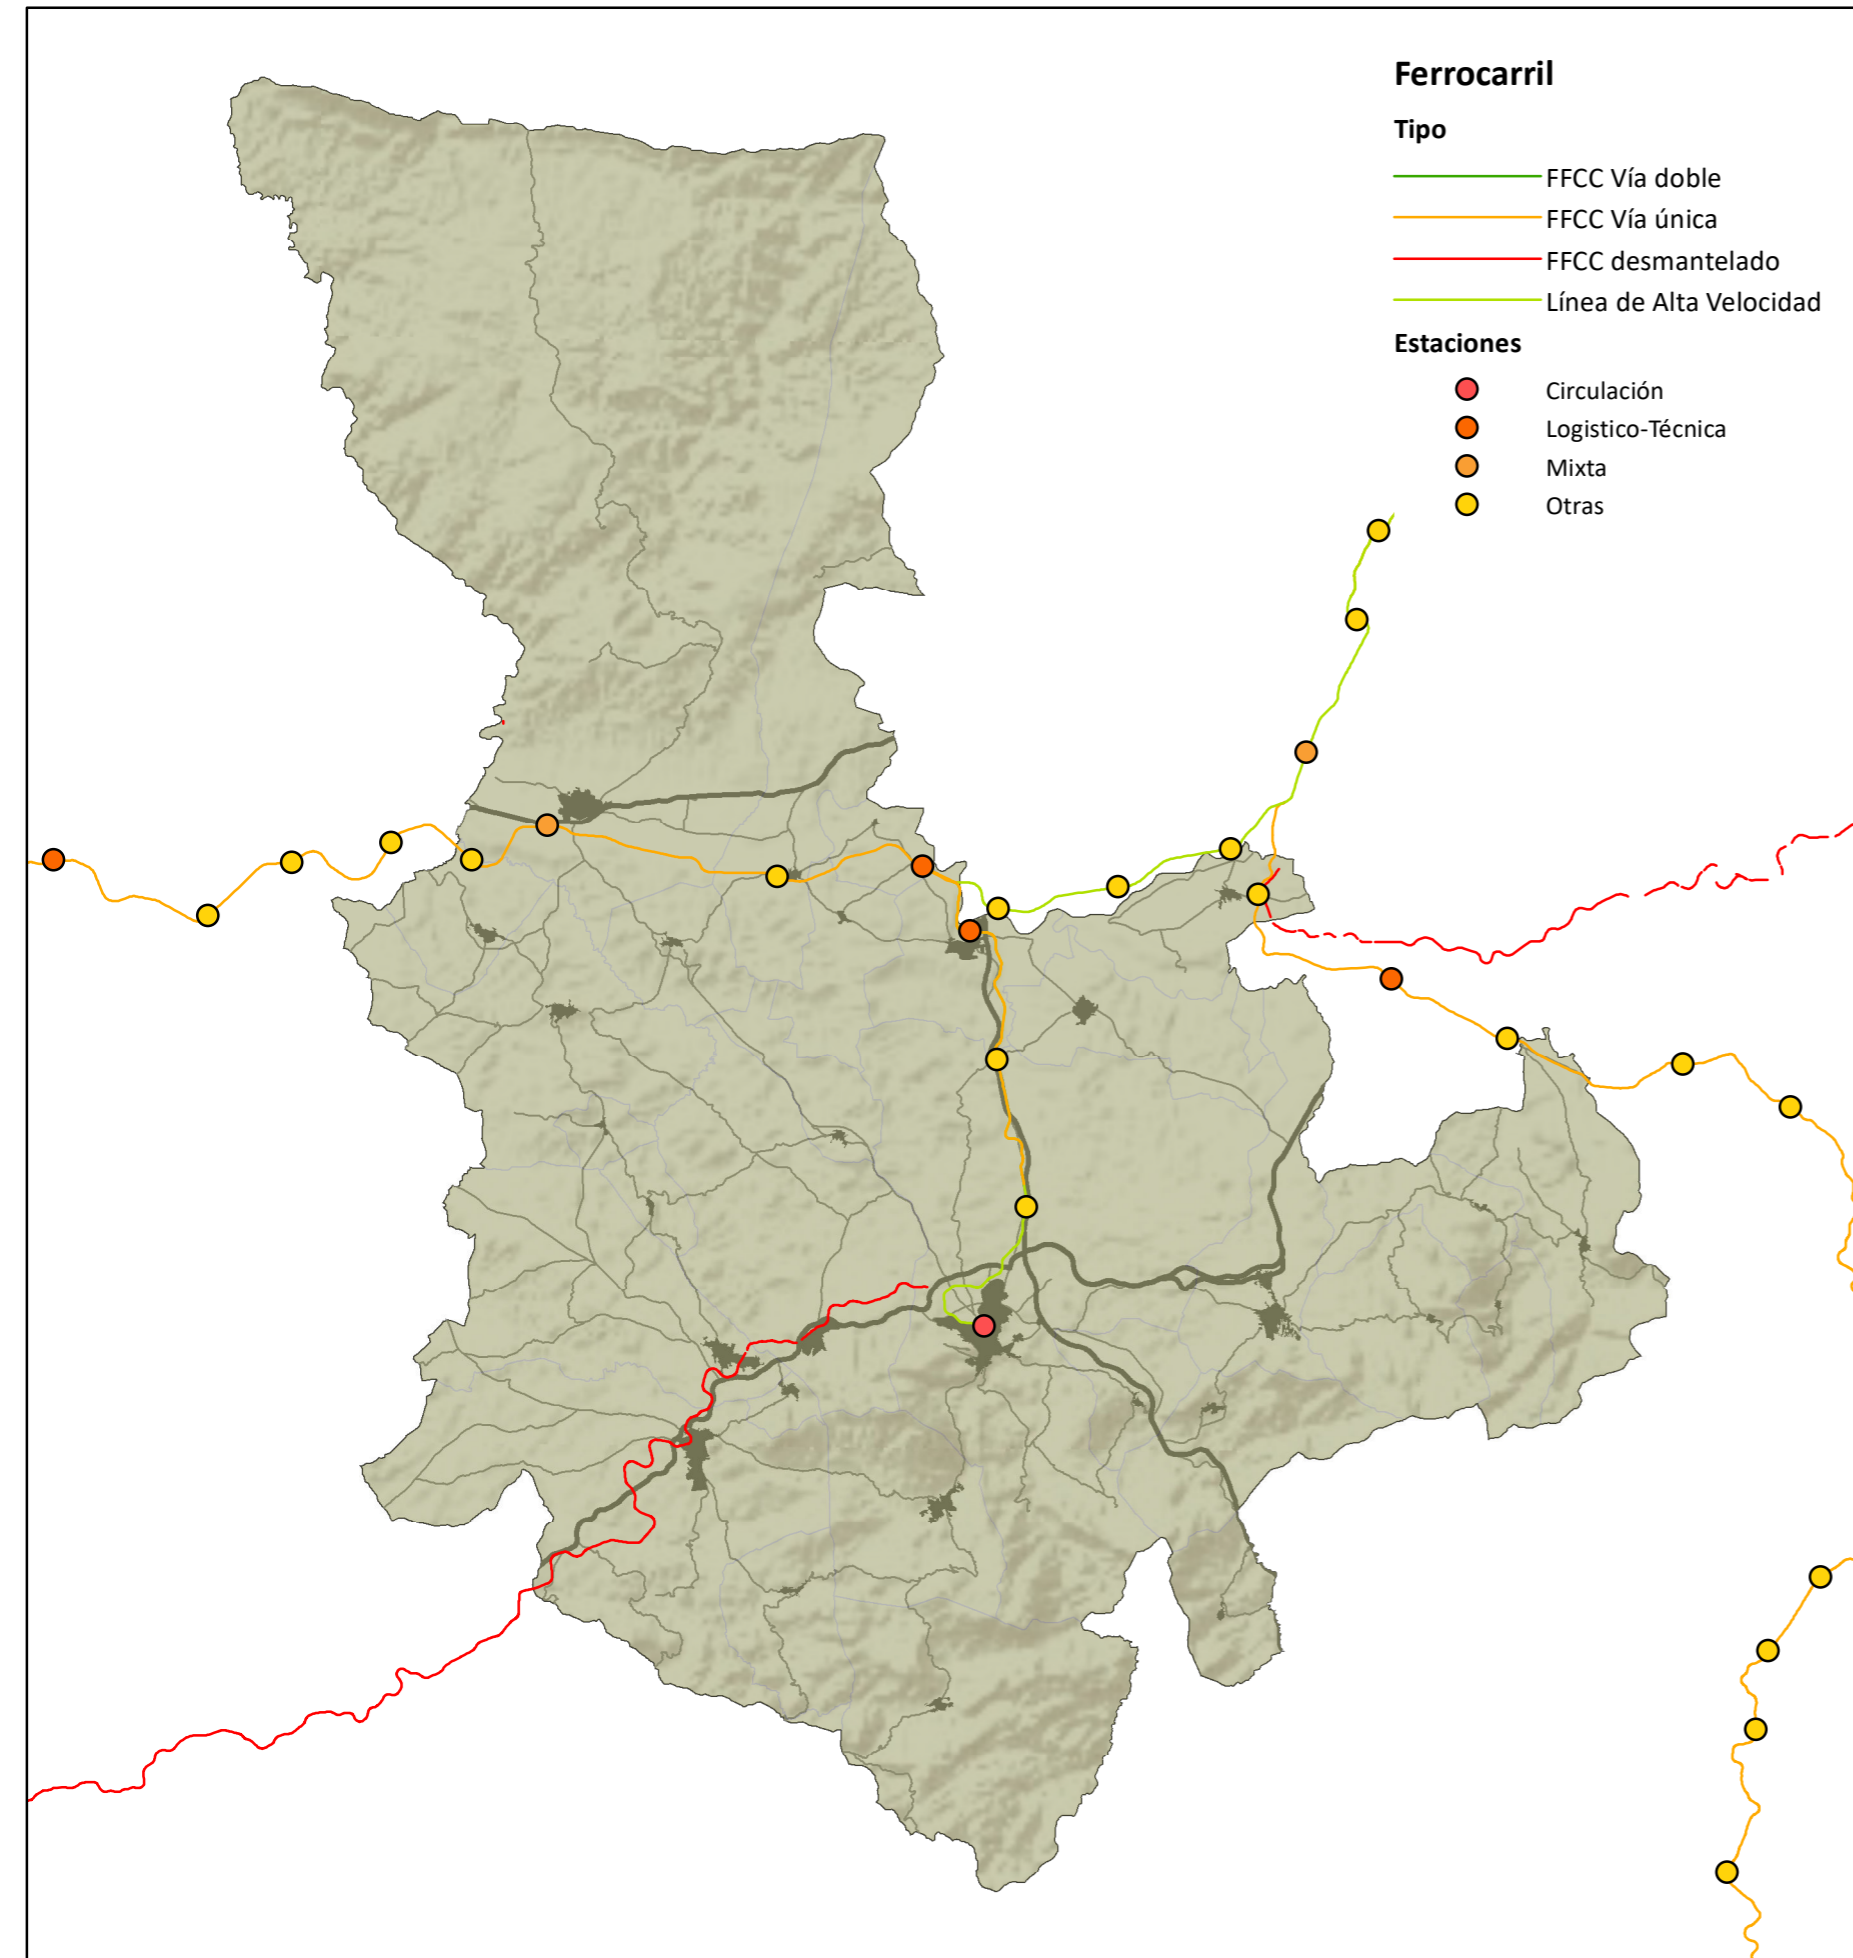 Ferrocarril
Tipo
FFCC Vía doble
FFCC Vía única
FFCC desmantelado
Línea de Alta Velocidad
Estaciones
Circulación
Logistico-Técnica
Mixta
Otras